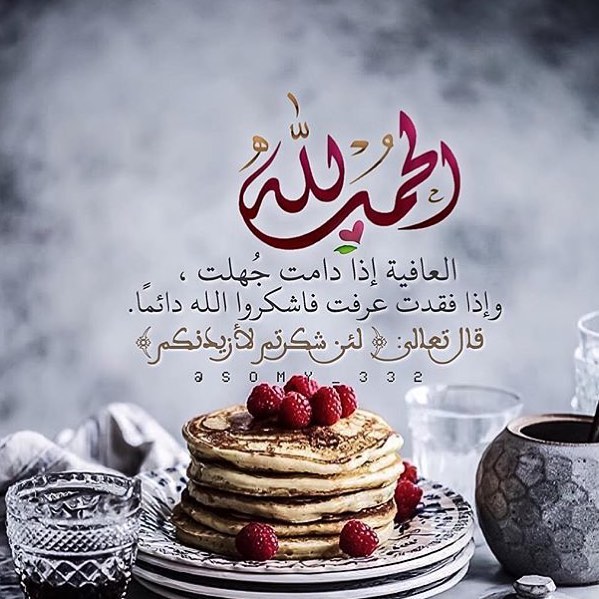 الحمد لله
العافية إذا دامت جُهلت ،
وإذا فقدت عرفت فاشكروا الله دائمًا.
قال تعالى: ﴿ لئن شكرتم لأزيدنكم ﴾
@SOMY_332